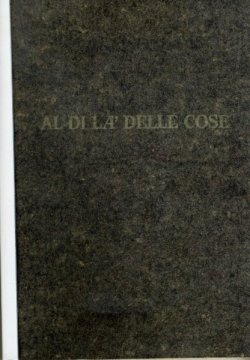 AL DI LA' DELLE COSE